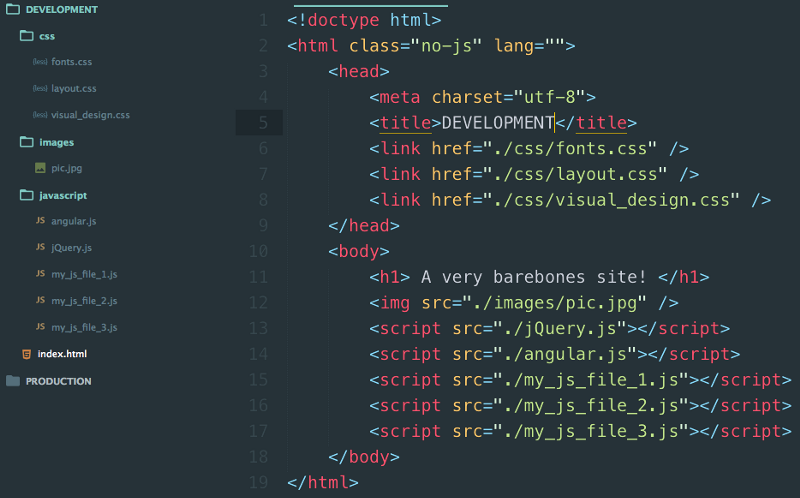 DEVELOPMENT
css
{less} fonts.css
{less} layout.css
{less} visual_design.css
images
pic.jpg
javascript
JS angular.js
JS jQuery.js
JS my_js_file_1.js
JS my_js_file_2.js
JS my_js_file_3.js
index.html
PRODUCTION
1 <!doctype html>
2 <html class="no-js" lang="">
3 <head>
4 <meta charset="utf-8">
5 <title>DEVELOPMENT</title>
6 <link href="./css/fonts.css" />
7 <link href="./css/layout.css" />
8 <link href="./css/visual_design.css" />
9 </head>
10 <body>
11 <h1> A very barebones site! </h1>
12 <img src="./images/pic.jpg" />
13 <script src="./jQuery.js"></script>
14 <script src="./angular.js"></script>
15 <script src="./my_js_file_1.js"></script>
16 <script src="./my_js_file_2.js"></script>
17 <script src="./my_js_file_3.js"></script>
18 </body>
19 </html>